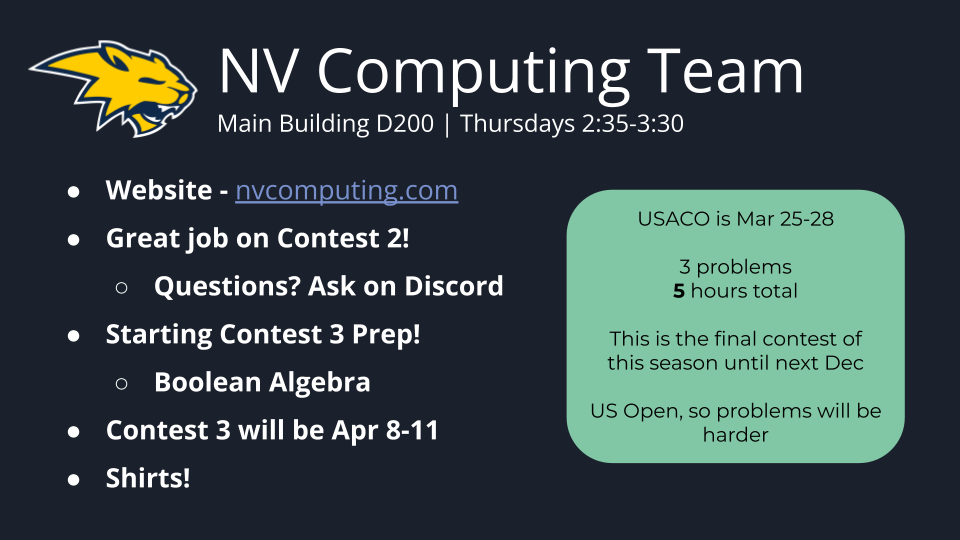 NV Computing Team
Main Building D200 | Thursdays 2:35-3:30
● Website - nvcomputing.com
● Great job on Contest 2!
○ Questions? Ask on Discord
● Starting Contest 3 Prep!
○ Boolean Algebra
● Contest 3 will be Apr 8-11
● Shirts!
USACO is Mar 25-28
3 problems
5 hours total
This is the final contest of
this season until next Dec
US Open, so problems will be
harder